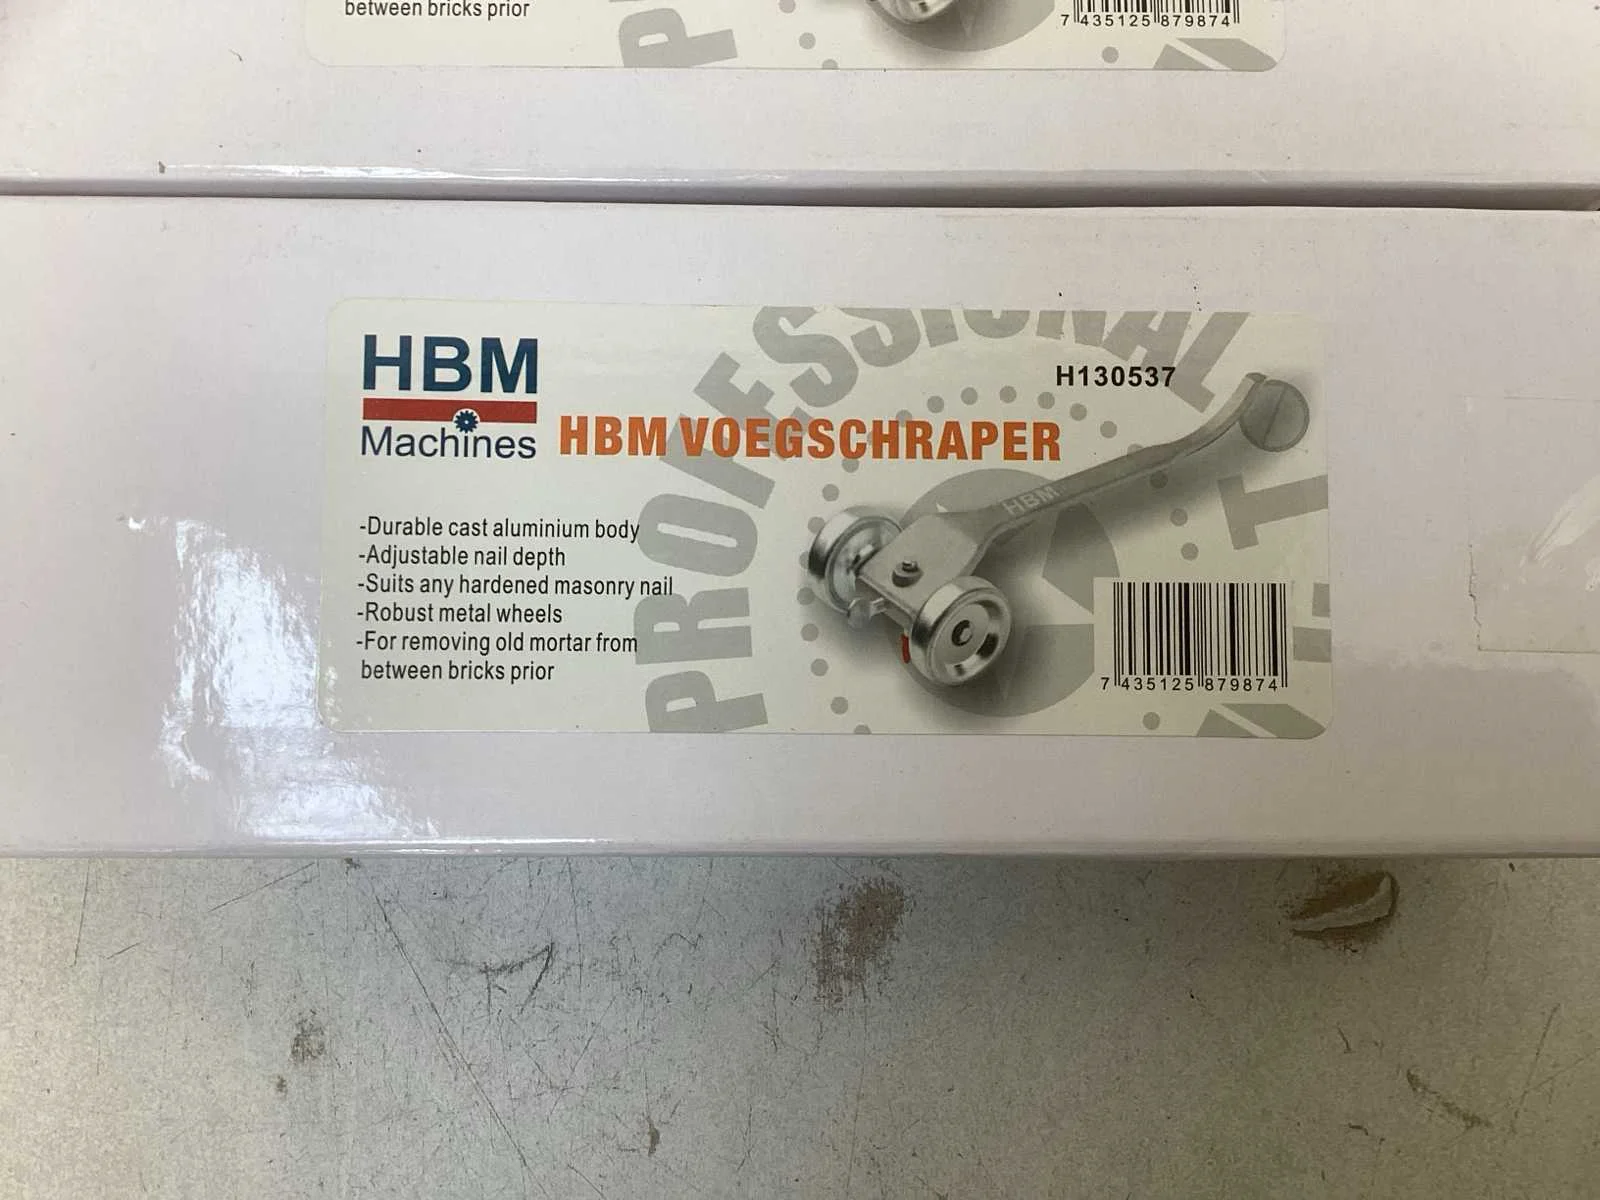 between bricks prior
7 435125 879874
HBM
Machines
HBM VOEGSCHRAPER
H130537
PROFESSIONAL
HBM
-Durable cast aluminium body
-Adjustable nail depth
-Suits any hardened masonry nail
-Robust metal wheels
-For removing old mortar from
between bricks prior
7 435125 879874